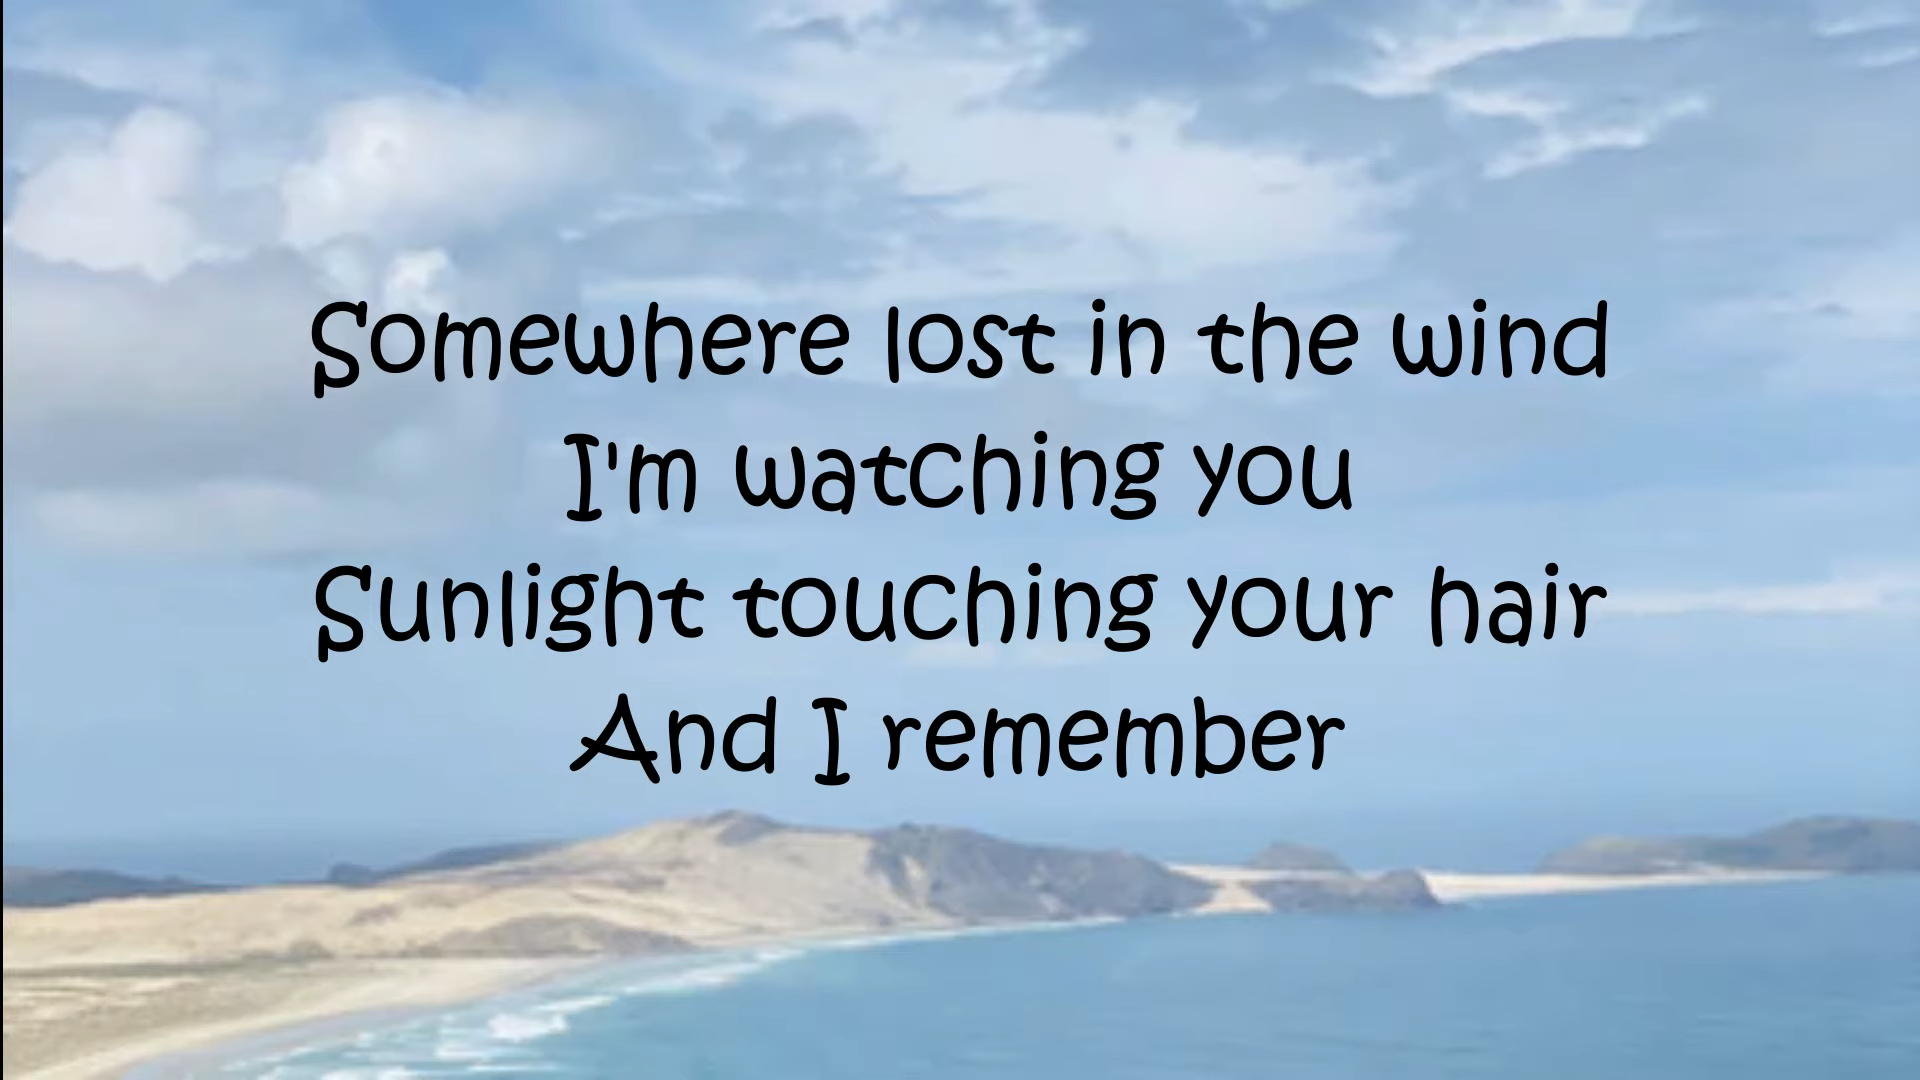 Somewhere lost in the wind
I'm watching you
Sunlight touching your hair
And I remember